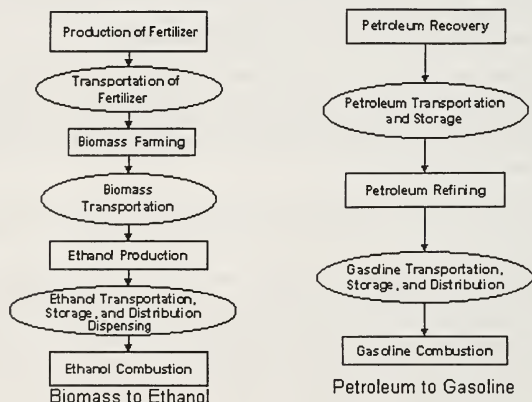 Production of Fertilizer
Transportation of
Fertilizer
Biomass Farming
Biomass
Transportation
Ethanol Production
Ethanol Transportation,
Storage, and Distribution
Dispensing
Ethanol Combustion
Biomass to Ethanol
Petroleum Recovery
Petroleum Transportation
and Storage
Petroleum Refining
Gasoline Transportation,
Storage, and Distribution
Gasoline Combustion
Petroleum to Gasoline